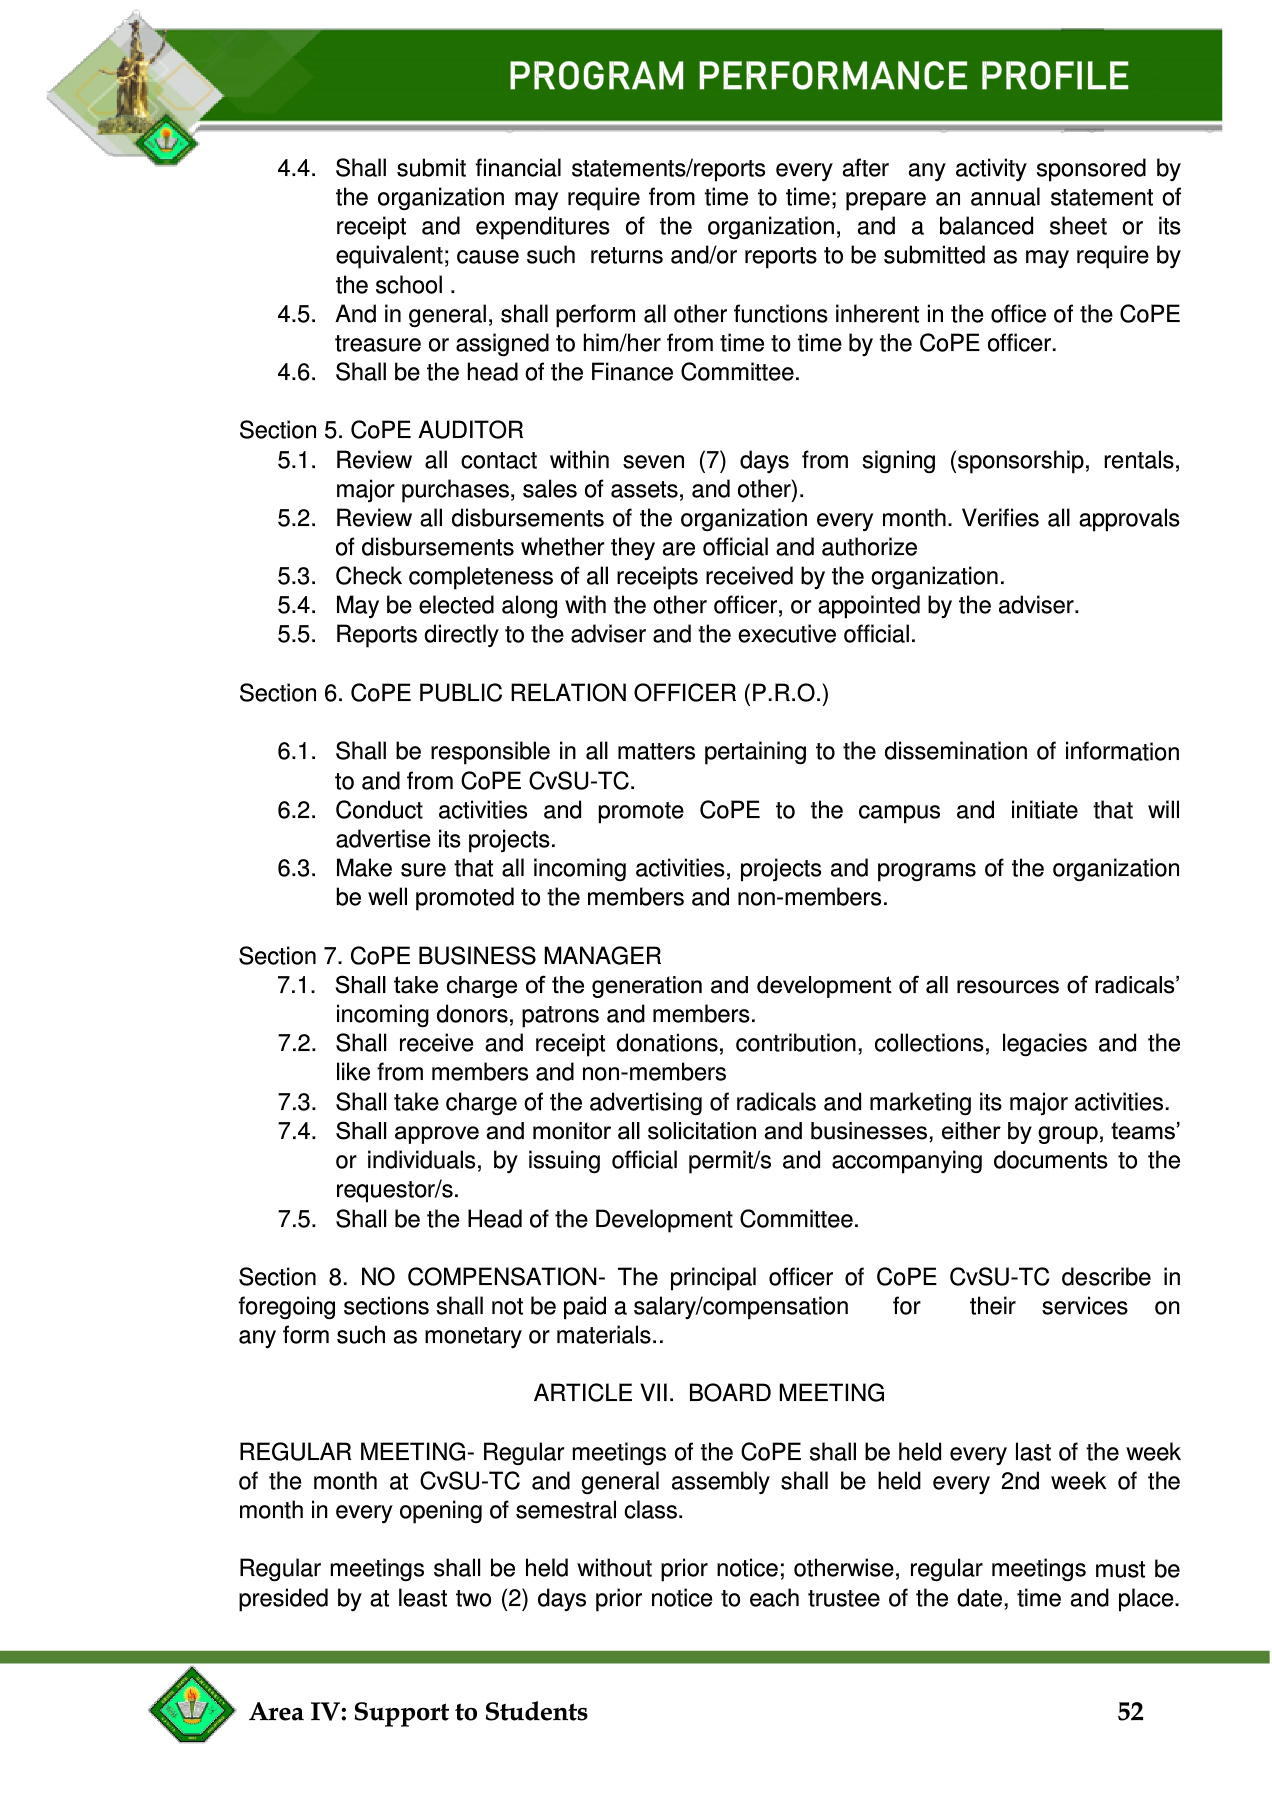 PROGRAM PERFORMANCE PROFILE
4.4. Shall submit financial statements/reports every after any activity sponsored by
the organization may require from time to time; prepare an annual statement of
receipt and expenditures of the organization, and a balanced sheet or its
equivalent; cause such returns and/or reports to be submitted as may require by
the school .
4.5. And in general, shall perform all other functions inherent in the office of the CoPE
treasure or assigned to him/her from time to time by the CoPE officer.
4.6. Shall be the head of the Finance Committee.
Section 5. CoPE AUDITOR
5.1. Review all contact within seven (7) days from signing (sponsorship, rentals,
major purchases, sales of assets, and other).
5.2. Review all disbursements of the organization every month. Verifies all approvals
of disbursements whether they are official and authorize
5.3. Check completeness of all receipts received by the organization.
5.4. May be elected along with the other officer, or appointed by the adviser.
5.5. Reports directly to the adviser and the executive official.
Section 6. CoPE PUBLIC RELATION OFFICER (P.R.O.)
6.1. Shall be responsible in all matters pertaining to the dissemination of information
to and from CoPE CvSU-TC.
6.2. Conduct activities and promote CoPE to the campus and initiate that will
advertise its projects.
6.3. Make sure that all incoming activities, projects and programs of the organization
be well promoted to the members and non-members.
Section 7. CoPE BUSINESS MANAGER
7.1. Shall take charge of the generation and development of all resources of radicals’
incoming donors, patrons and members.
7.2. Shall receive and receipt donations, contribution, collections, legacies and the
like from members and non-members
7.3. Shall take charge of the advertising of radicals and marketing its major activities.
7.4. Shall approve and monitor all solicitation and businesses, either by group, teams’
or individuals, by issuing official permit/s and accompanying documents to the
requestor/s.
7.5. Shall be the Head of the Development Committee.
Section 8. NO COMPENSATION- The principal officer of CoPE CvSU-TC describe in
foregoing sections shall not be paid a salary/compensation for their services on
any form such as monetary or materials..
ARTICLE VII. BOARD MEETING
REGULAR MEETING- Regular meetings of the CoPE shall be held every last of the week
of the month at CvSU-TC and general assembly shall be held every 2nd week of the
month in every opening of semestral class.
Regular meetings shall be held without prior notice; otherwise, regular meetings must be
presided by at least two (2) days prior notice to each trustee of the date, time and place.
Area IV: Support to Students 52